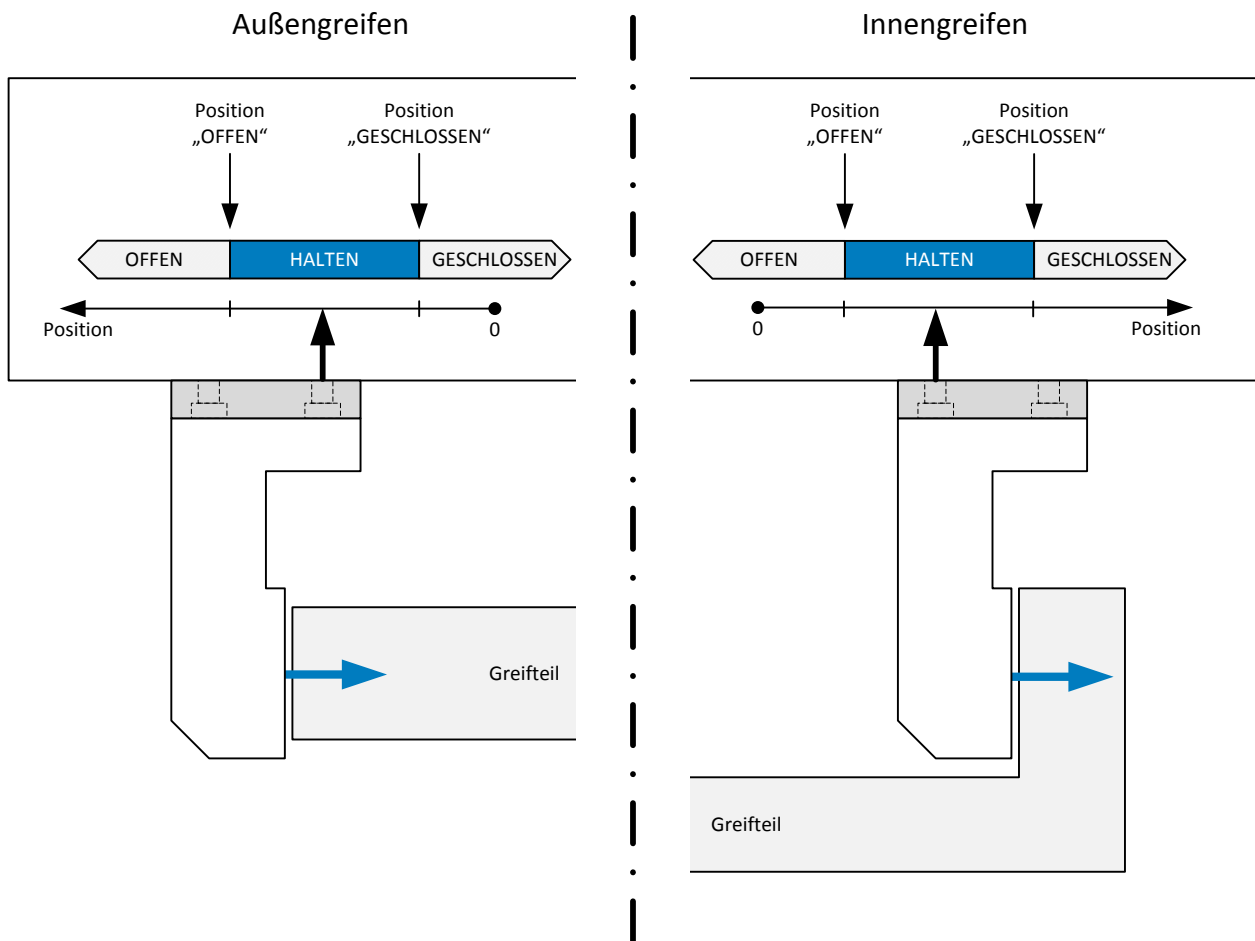 Außengreifen
Position
„OFFEN“
Position
„GESCHLOSSEN“
OFFEN
HALTEN
GESCHLOSSEN
Position
0
Greifteil
Innengreifen
Position
„OFFEN“
Position
„GESCHLOSSEN“
OFFEN
HALTEN
GESCHLOSSEN
0
Position
Greifteil